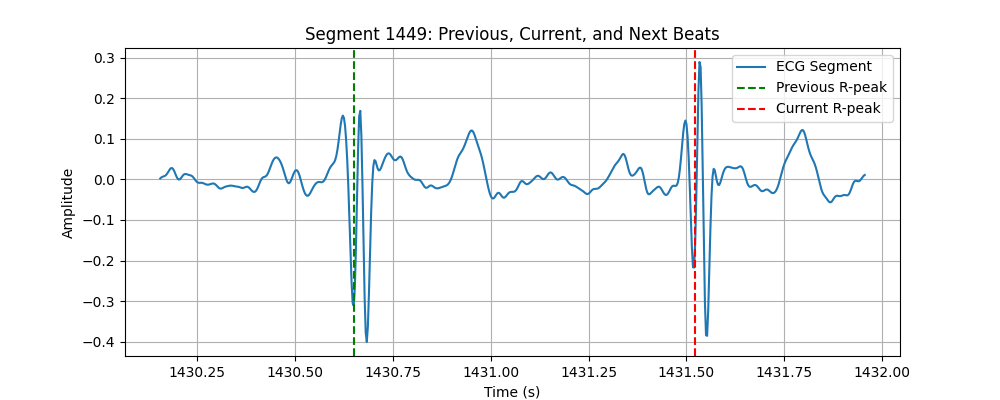 Segment 1449: Previous, Current, and Next Beats
ECG Segment
Previous R-peak
Current R-peak
Amplitude
0.3
0.2
0.1
0.0
−0.1
−0.2
−0.3
−0.4
1430.25 1430.50 1430.75 1431.00 1431.25 1431.50 1431.75 1432.00
Time (s)